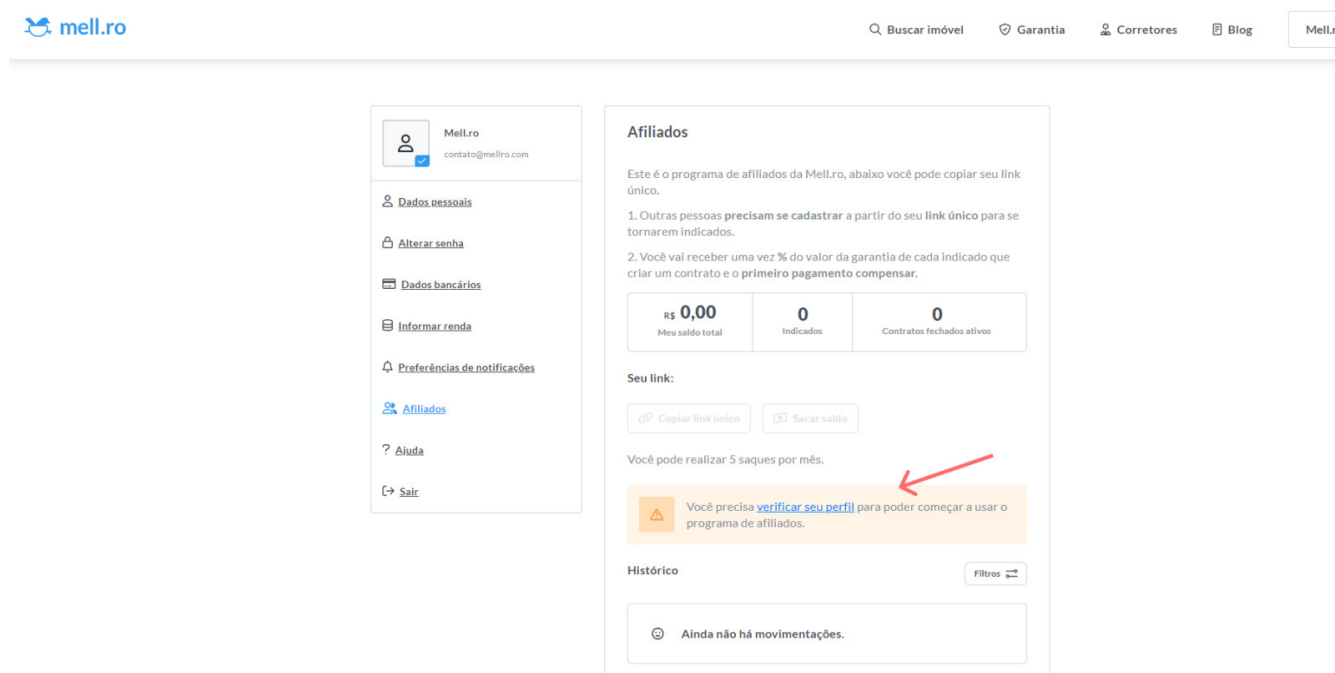 mell.ro
Buscar imóvel
Garantia
Corretores
Blog
Mell.r
Mell.ro
contato@mellro.com
Dados pessoais
Alterar senha
Dados bancários
Informar renda
Preferências de notificações
Afiliados
? Ajuda
Sair
Afiliados
Este é o programa de afiliados da Mell.ro, abaixo você pode copiar seu link
único.
1. Outras pessoas precisam se cadastrar a partir do seu link único para se
tornarem indicados.
2. Você vai receber uma vez % do valor da garantia de cada indicado que
criar um contrato e o primeiro pagamento compensar.
R$ 0,00
Meu saldo total
0
Indicados
0
Contratos fechados ativos
Seu link:
Copiar link único
Sacar saldo
Você pode realizar 5 saques por mês.
Você precisa verificar seu perfil para poder começar a usar o
programa de afiliados.
Histórico
Filtros
Ainda não há movimentações.